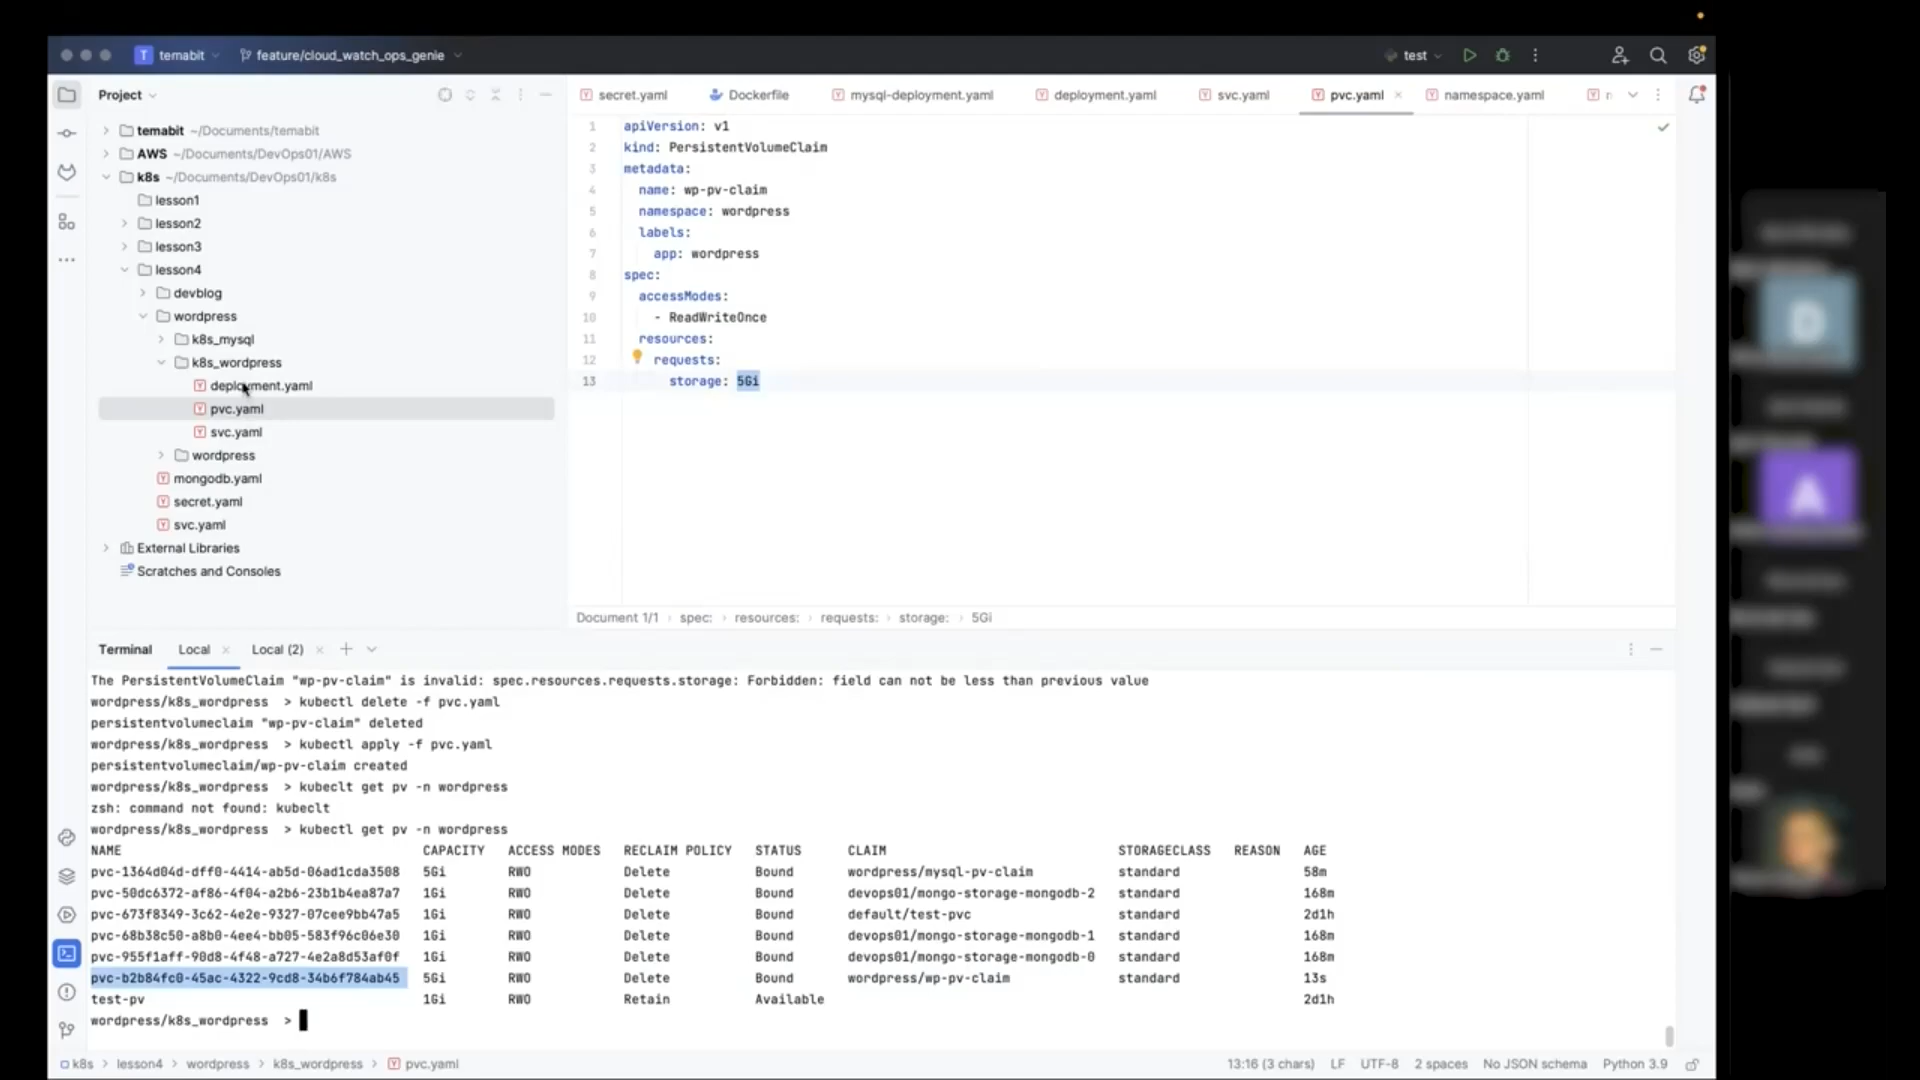 T temabit feature/cloud_watch_ops_genie test
Project
temabit ~/Documents/temabit
AWS ~/Documents/DevOps01/AWS
k8s ~/Documents/DevOps01/k8s
lesson1
lesson2
lesson3
lesson4
devblog
wordpress
k8s_mysql
k8s_wordpress
deployment.yaml
pvc.yaml
svc.yaml
wordpress
mongodb.yaml
secret.yaml
svc.yaml
External Libraries
Scratches and Consoles
secret.yaml Dockerfile mysql-deployment.yaml deployment.yaml svc.yaml pvc.yaml namespace.yaml
1 apiVersion: v1
2 kind: PersistentVolumeClaim
3 metadata:
4 name: wp-pv-claim
5 namespace: wordpress
6 labels:
7 app: wordpress
8 spec:
9 accessModes:
10 - ReadWriteOnce
11 resources:
12 requests:
13 storage: 5Gi
Document 1/1 › spec: › resources: › requests: › storage: › 5Gi
Terminal Local Local (2)
The PersistentVolumeClaim "wp-pv-claim" is invalid: spec.resources.requests.storage: Forbidden: field can not be less than previous value
wordpress/k8s_wordpress > kubectl delete -f pvc.yaml
persistentvolumeclaim "wp-pv-claim" deleted
wordpress/k8s_wordpress > kubectl apply -f pvc.yaml
persistentvolumeclaim/wp-pv-claim created
wordpress/k8s_wordpress > kubeclt get pv -n wordpress
zsh: command not found: kubeclt
wordpress/k8s_wordpress > kubectl get pv -n wordpress
NAME CAPACITY ACCESS MODES RECLAIM POLICY STATUS CLAIM STORAGECLASS REASON AGE
pvc-1364d04d-dff0-4414-ab5d-06ad1cda3508 5Gi RWO Delete Bound wordpress/mysql-pv-claim standard 58m
pvc-50dc6372-af86-4f04-a2b6-23b1b4ea87a7 1Gi RWO Delete Bound devops01/mongo-storage-mongodb-2 standard 168m
pvc-673f8349-3c62-4e2e-9327-07cee9bb47a5 1Gi RWO Delete Bound default/test-pvc standard 2d1h
pvc-68b38c50-a8b0-4ee4-bb05-583f96c06e30 1Gi RWO Delete Bound devops01/mongo-storage-mongodb-1 standard 168m
pvc-955f1aff-90d8-4f48-a727-4e2a8d53af0f 1Gi RWO Delete Bound devops01/mongo-storage-mongodb-0 standard 168m
pvc-b2b84fc0-45ac-4322-9cd8-34b6f784ab45 5Gi RWO Delete Bound wordpress/wp-pv-claim standard 13s
test-pv 1Gi RWO Retain Available 2d1h
wordpress/k8s_wordpress >
k8s › lesson4 › wordpress › k8s_wordpress › pvc.yaml 13:16 (3 chars) LF UTF-8 2 spaces No JSON schema Python 3.9
D
A